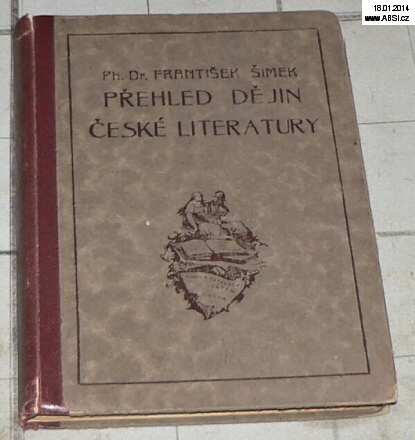 18.01.2014
www.ABSI.cz
PH. DR. FRANTIŠEK ŠIMEK
PŘEHLED DĚJIN
ČESKÉ LITERATURY